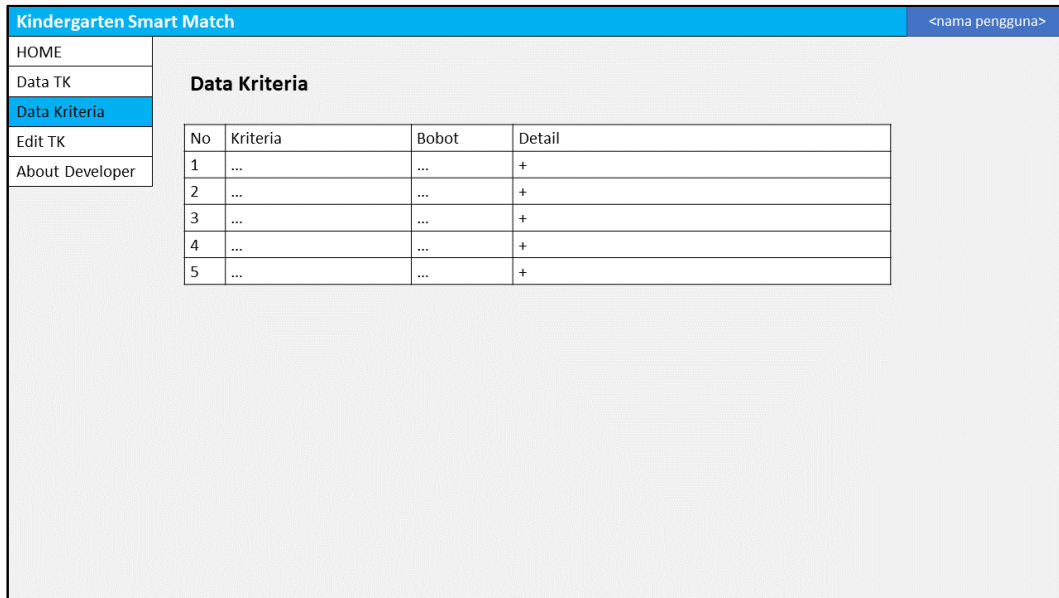 Kindergarten Smart Match <nama pengguna>
HOME
Data TK
Data Kriteria
Edit TK
About Developer
Data Kriteria
No Kriteria Bobot Detail
1 ... ... +
2 ... ... +
3 ... ... +
4 ... ... +
5 ... ... +